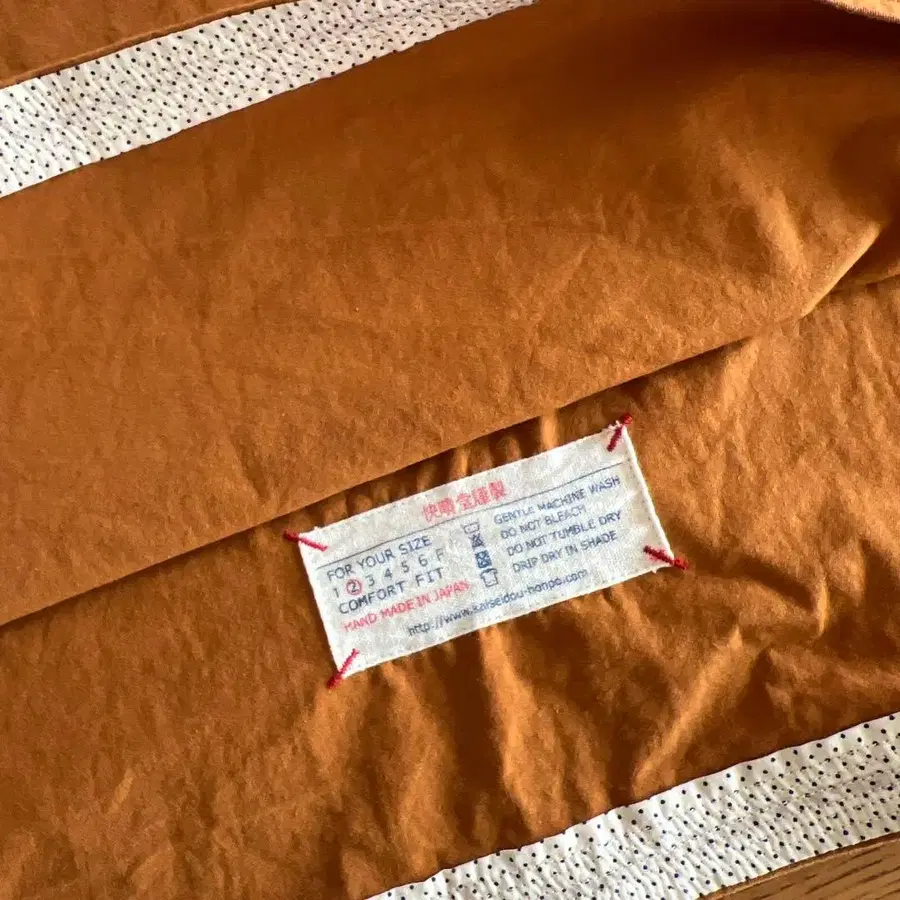 快晴堂謹製
FOR YOUR SIZE
1 2 3 4 5 6 F
COMFORT FIT
HAND MADE IN JAPAN
GENTLE MACHINE WASH
DO NOT BLEACH
DO NOT TUMBLE DRY
DRIP DRY IN SHADE
http://www.kaiseidou-honpo.com